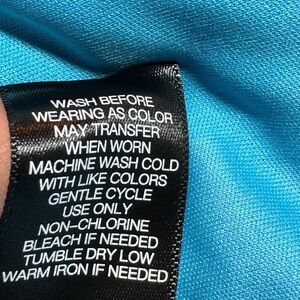 WASH BEFORE
WEARING AS COLOR
MAY TRANSFER
WHEN WORN
MACHINE WASH COLD
WITH LIKE COLORS
GENTLE CYCLE
USE ONLY
NON-CHLORINE
BLEACH IF NEEDED
TUMBLE DRY LOW
WARM IRON IF NEEDED